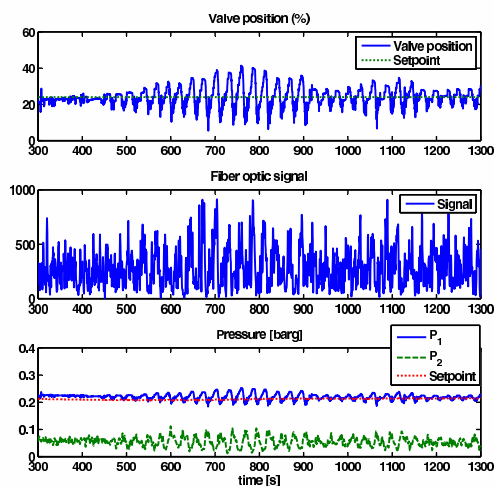 Valve position (%)
60
40
20
0
Valve position
Setpoint
300 400 500 600 700 800 900 1000 1100 1200 1300
Fiber optic signal
1000
500
0
Signal
300 400 500 600 700 800 900 1000 1100 1200 1300
Pressure [barg]
0.4
0.3
0.2
0.1
0
P1
P2
Setpoint
300 400 500 600 700 800 900 1000 1100 1200 1300
time [s]